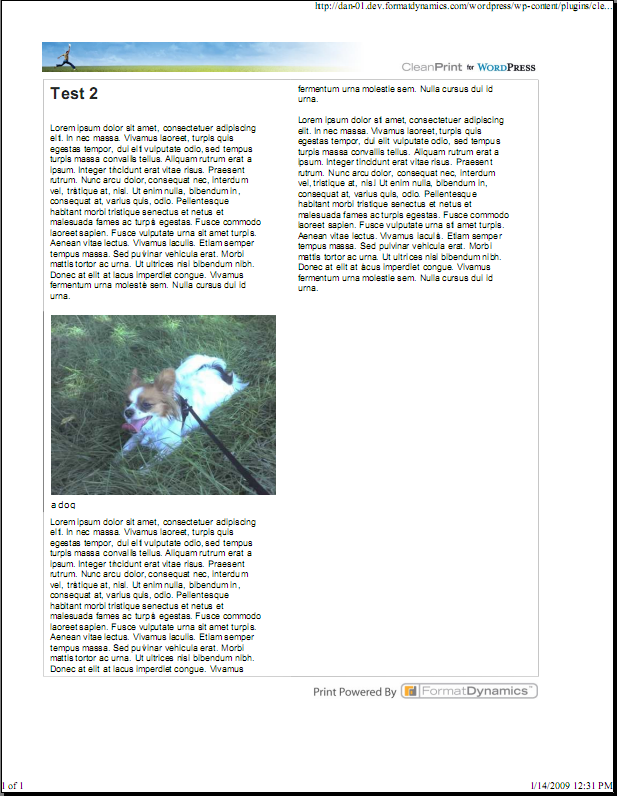 http://dan-01.dev.formatdynamics.com/wordpress/wp-content/plugins/cle...
CleanPrint for WORDPRESS
Test 2
Lorem ipsum dolor sit amet, consectetuer adipiscing
elit. In nec massa. Vivamus laoreet, turpis quis
egestas tempor, dui elit vulputate odio, sed tempus
turpis massa convallis tellus. Aliquam rutrum erat a
ipsum. Integer tincidunt erat vitae risus. Praesent
rutrum. Nunc arcu dolor, consequat nec, interdum
vel, tristique at, nisl. Ut enim nulla, bibendum in,
consequat at, varius quis, odio. Pellentesque
habitant morbi tristique senectus et netus et
malesuada fames ac turpis egestas. Fusce commodo
laoreet sapien. Fusce vulputate urna sit amet turpis.
Aenean vitae lectus. Vivamus iaculis. Etiam semper
tempus massa. Sed pulvinar vehicula erat. Morbi
mattis tortor ac urna. Ut ultrices nisi bibendum nibh.
Donec at elit at lacus imperdiet congue. Vivamus
fermentum urna molestie sem. Nulla cursus dui id
urna.
a dog
Lorem ipsum dolor sit amet, consectetuer adipiscing
elit. In nec massa. Vivamus laoreet, turpis quis
egestas tempor, dui elit vulputate odio, sed tempus
turpis massa convallis tellus. Aliquam rutrum erat a
ipsum. Integer tincidunt erat vitae risus. Praesent
rutrum. Nunc arcu dolor, consequat nec, interdum
vel, tristique at, nisl. Ut enim nulla, bibendum in,
consequat at, varius quis, odio. Pellentesque
habitant morbi tristique senectus et netus et
malesuada fames ac turpis egestas. Fusce commodo
laoreet sapien. Fusce vulputate urna sit amet turpis.
Aenean vitae lectus. Vivamus iaculis. Etiam semper
tempus massa. Sed pulvinar vehicula erat. Morbi
mattis tortor ac urna. Ut ultrices nisi bibendum nibh.
Donec at elit at lacus imperdiet congue. Vivamus
fermentum urna molestie sem. Nulla cursus dui id
urna.
Lorem ipsum dolor sit amet, consectetuer adipiscing
elit. In nec massa. Vivamus laoreet, turpis quis
egestas tempor, dui elit vulputate odio, sed tempus
turpis massa convallis tellus. Aliquam rutrum erat a
ipsum. Integer tincidunt erat vitae risus. Praesent
rutrum. Nunc arcu dolor, consequat nec, interdum
vel, tristique at, nisl. Ut enim nulla, bibendum in,
consequat at, varius quis, odio. Pellentesque
habitant morbi tristique senectus et netus et
malesuada fames ac turpis egestas. Fusce commodo
laoreet sapien. Fusce vulputate urna sit amet turpis.
Aenean vitae lectus. Vivamus iaculis. Etiam semper
tempus massa. Sed pulvinar vehicula erat. Morbi
mattis tortor ac urna. Ut ultrices nisi bibendum nibh.
Donec at elit at lacus imperdiet congue. Vivamus
fermentum urna molestie sem. Nulla cursus dui id
urna.
Print Powered By FormatDynamics™
1 of 1
1/14/2009 12:31 PM